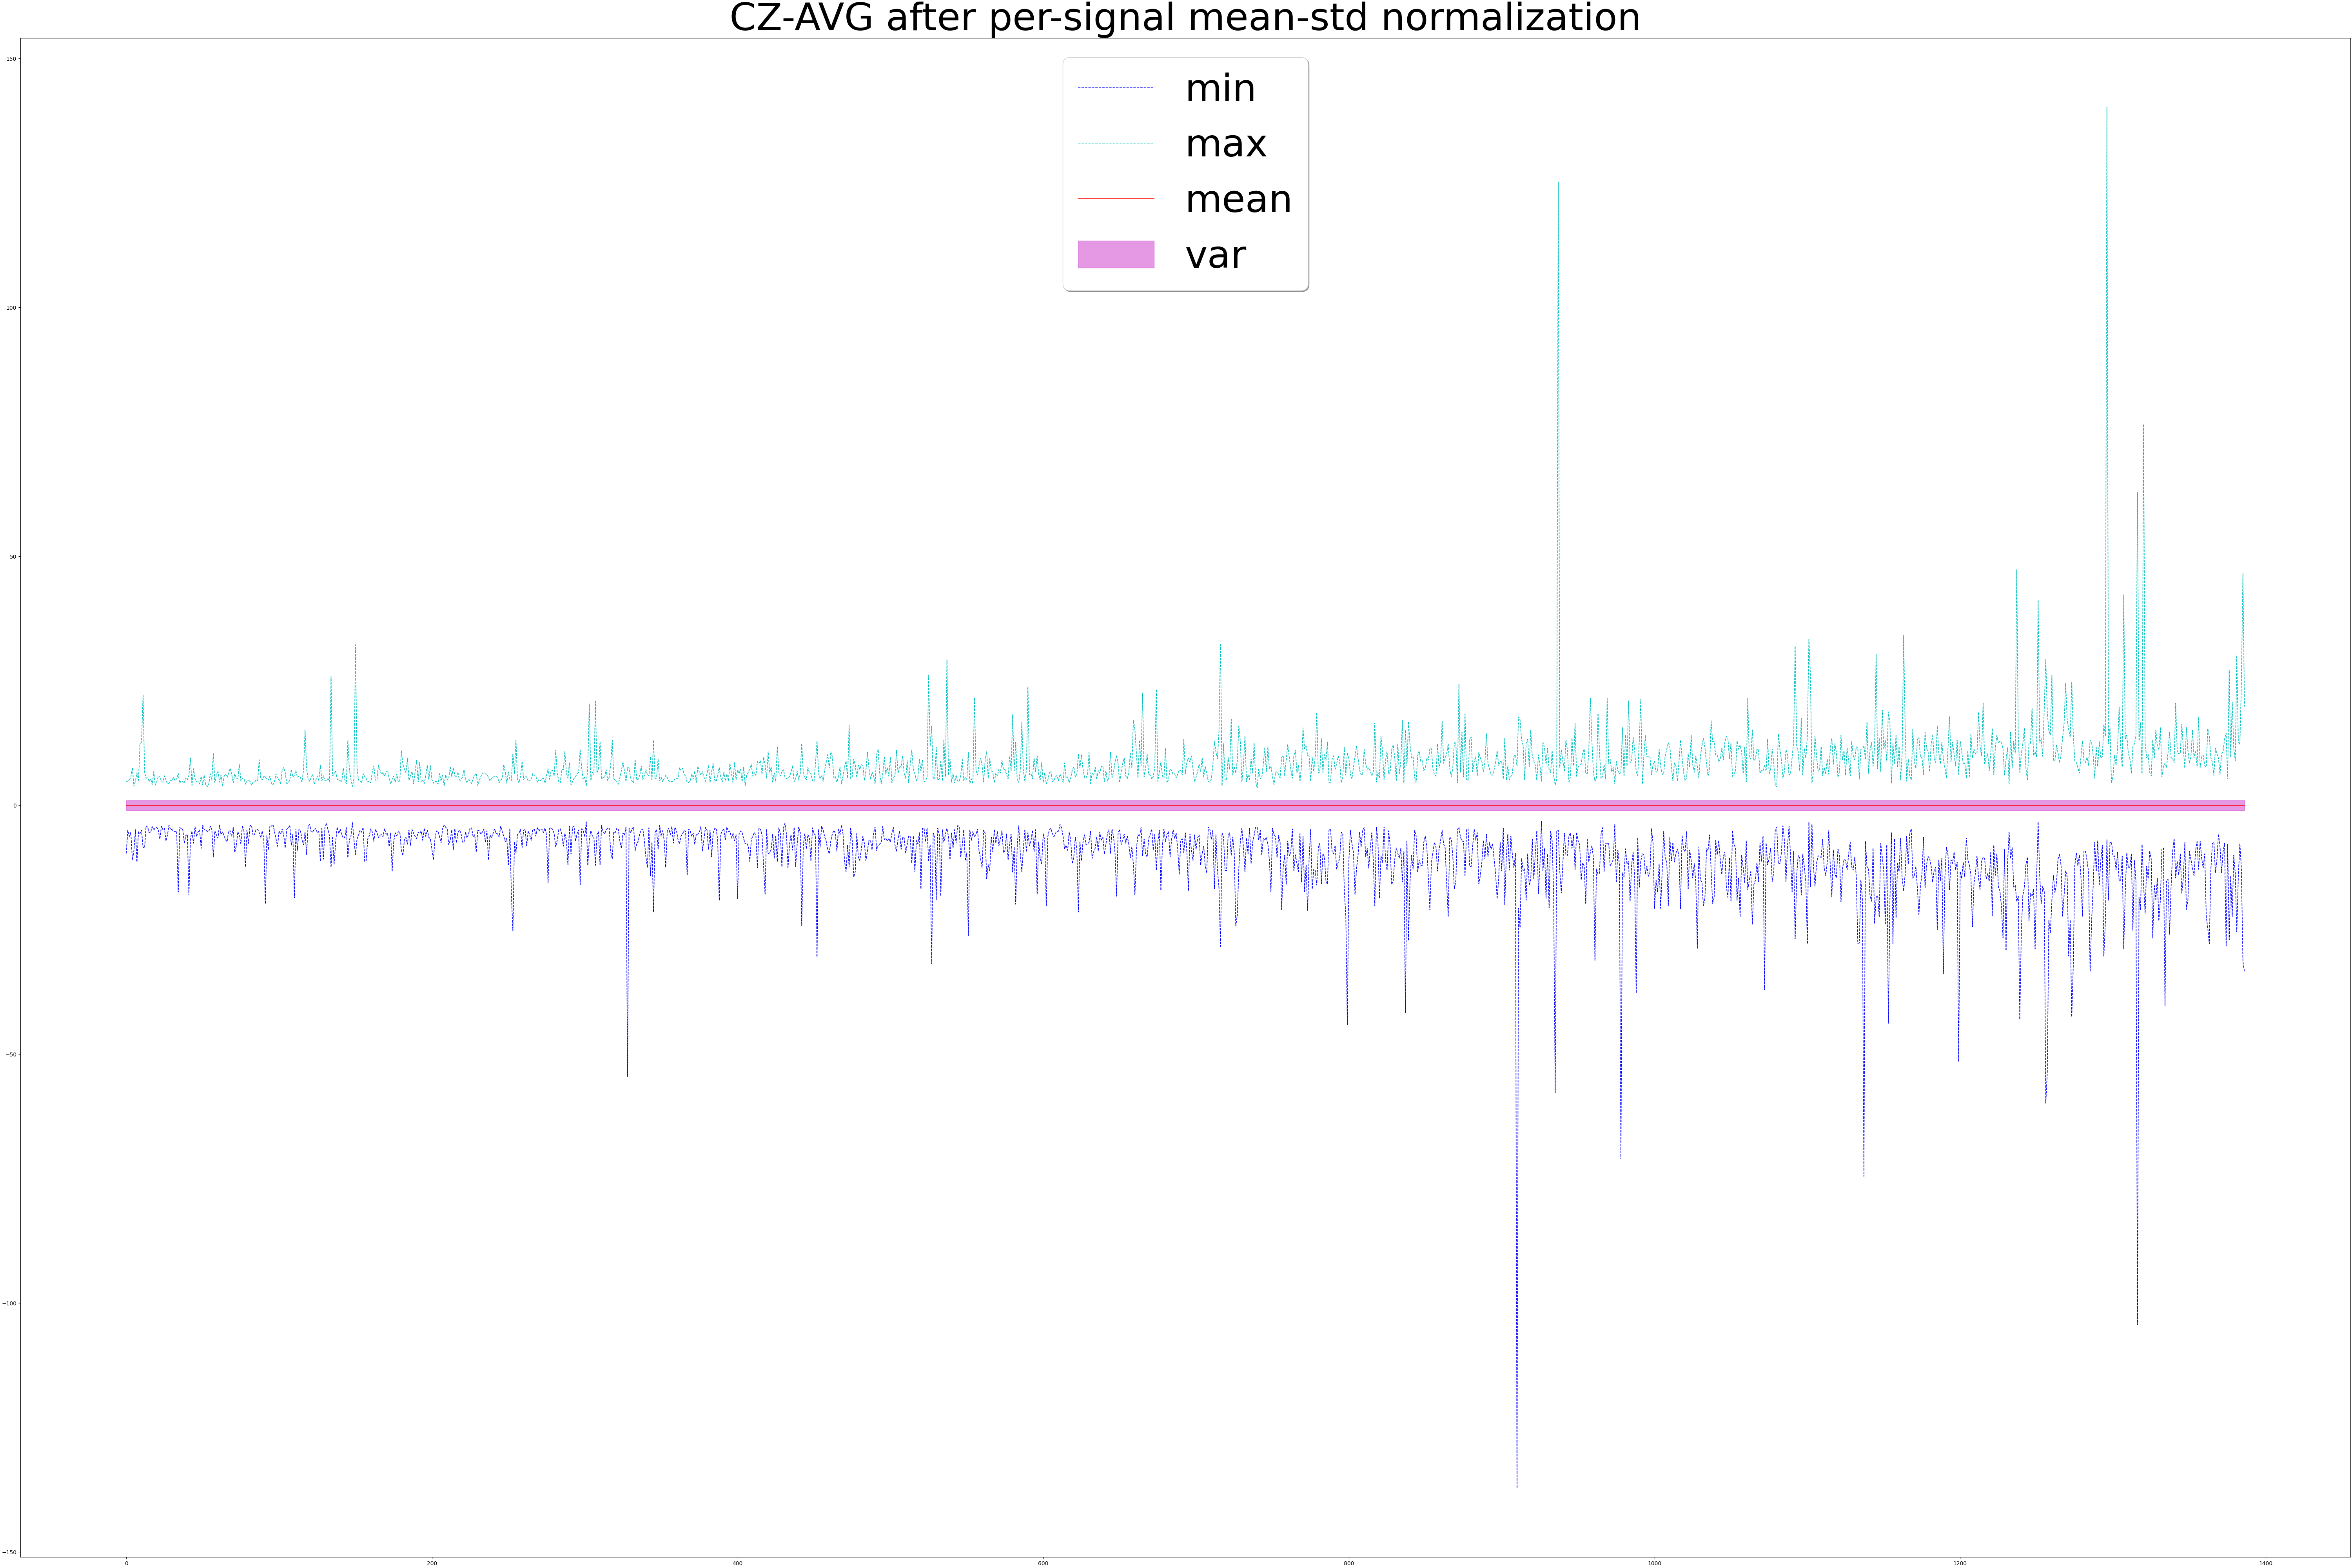 CZ-AVG after per-signal mean-std normalization
150
min
max
mean
var
100
50
0
−50
−100
−150
0 200 400 600 800 1000 1200 1400